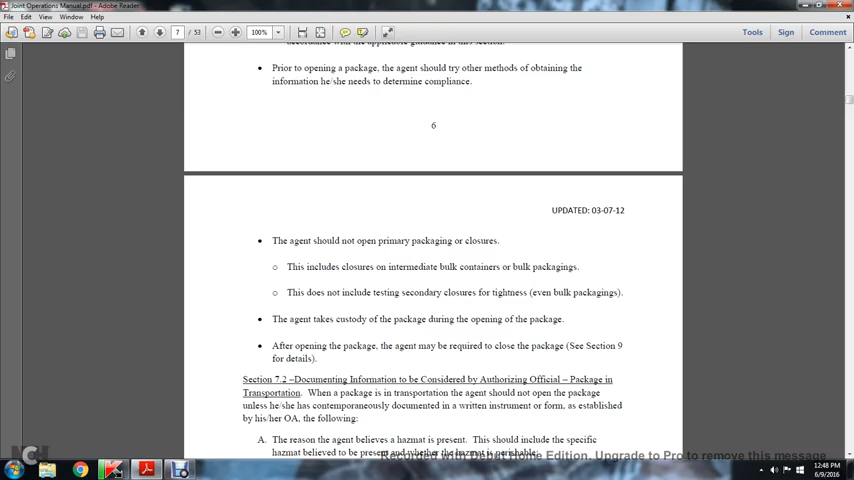 Joint Operations Manual.pdf - Adobe Reader
File Edit View Window Help
7 / 53 100% Tools Sign Comment
accordance with the applicable guidance in this section.
• Prior to opening a package, the agent should try other methods of obtaining the
information he/she needs to determine compliance.
6
UPDATED: 03-07-12
• The agent should not open primary packaging or closures.
o This includes closures on intermediate bulk containers or bulk packagings.
o This does not include testing secondary closures for tightness (even bulk packagings).
• The agent takes custody of the package during the opening of the package.
• After opening the package, the agent may be required to close the package (See Section 9
for details).
Section 7.2 –Documenting Information to be Considered by Authorizing Official – Package in
Transportation. When a package is in transportation the agent should not open the package
unless he/she has contemporaneously documented in a written instrument or form, as established
by his/her OA, the following:
A. The reason the agent believes a hazmat is present. This should include the specific
hazmat believed to be present and whether the hazmat is perishable;
Recorded with Debut Home Edition. Upgrade to Pro to remove this message
NCH
12:48 PM
6/9/2016